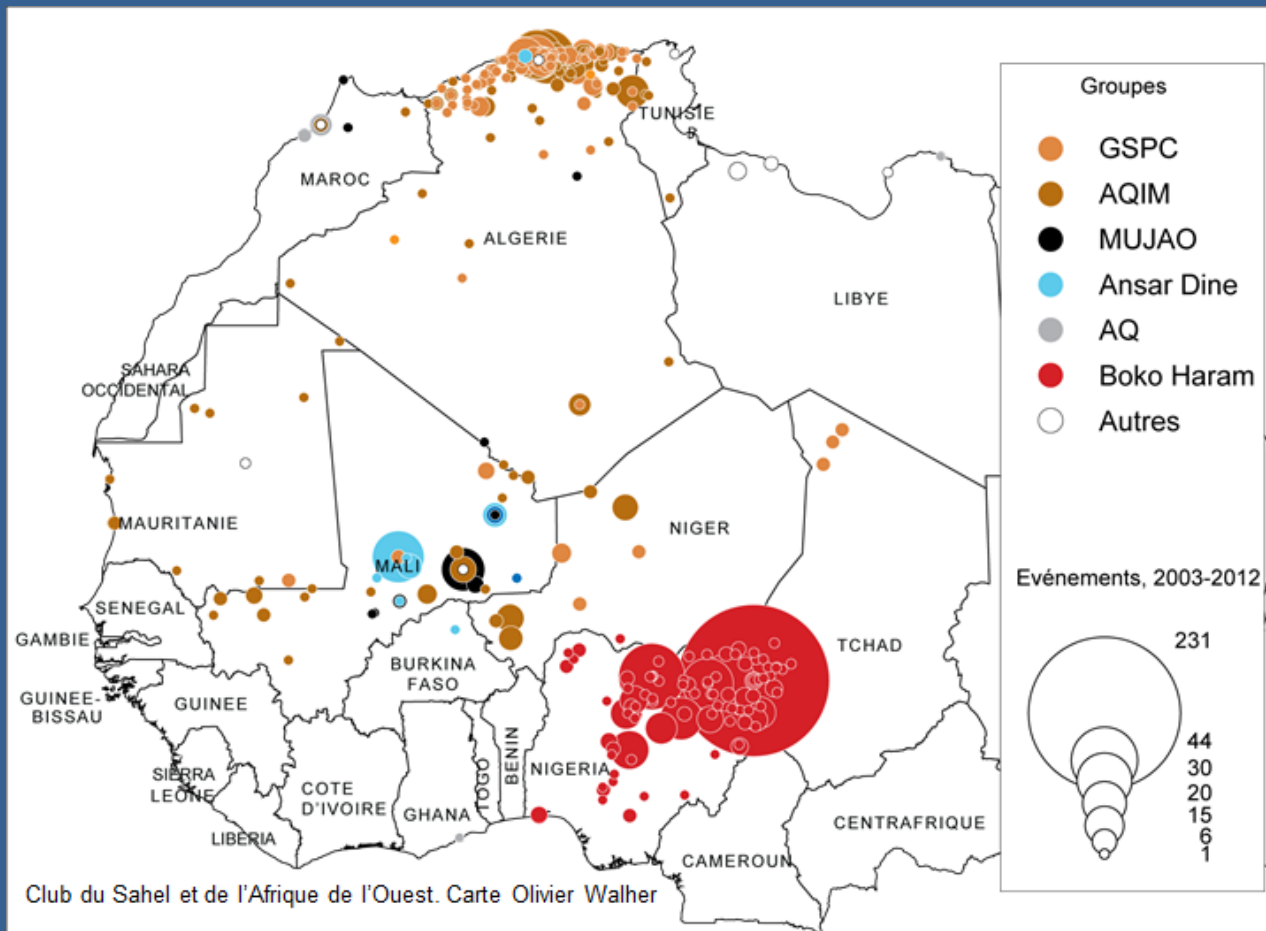 Groupes
GSPC
AQIM
MUJAO
Ansar Dine
AQ
Boko Haram
Autres
Evénements, 2003-2012
231
44
30
20
15
6
1
TUNISIE
MAROC
ALGERIE
LIBYE
SAHARA
OCCIDENTAL
MAURITANIE
MALI
NIGER
TCHAD
SENEGAL
GAMBIE
GUINEE-
BISSAU
GUINEE
BURKINA
FASO
SIERRA
LEONE
LIBERIA
COTE
D'IVOIRE
GHANA
TOGO
BENIN
NIGERIA
CAMEROUN
CENTRAFRIQUE
Club du Sahel et de l'Afrique de l'Ouest. Carte Olivier Walher